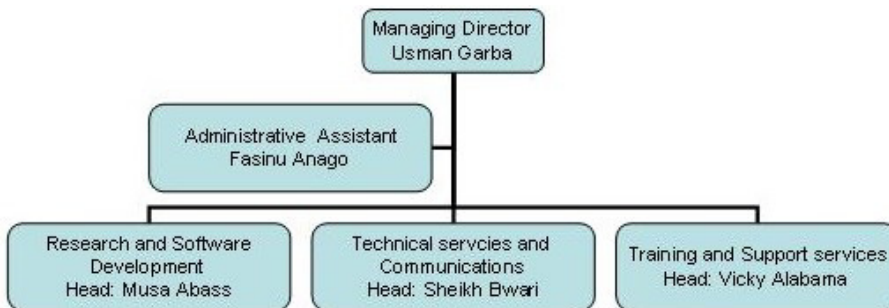 Managing Director
Usman Garba
Administrative Assistant
Fasinu Anago
Research and Software
Development
Head: Musa Abass
Technical servcies and
Communications
Head: Sheikh Bwari
Training and Support services
Head: Vicky Alabama